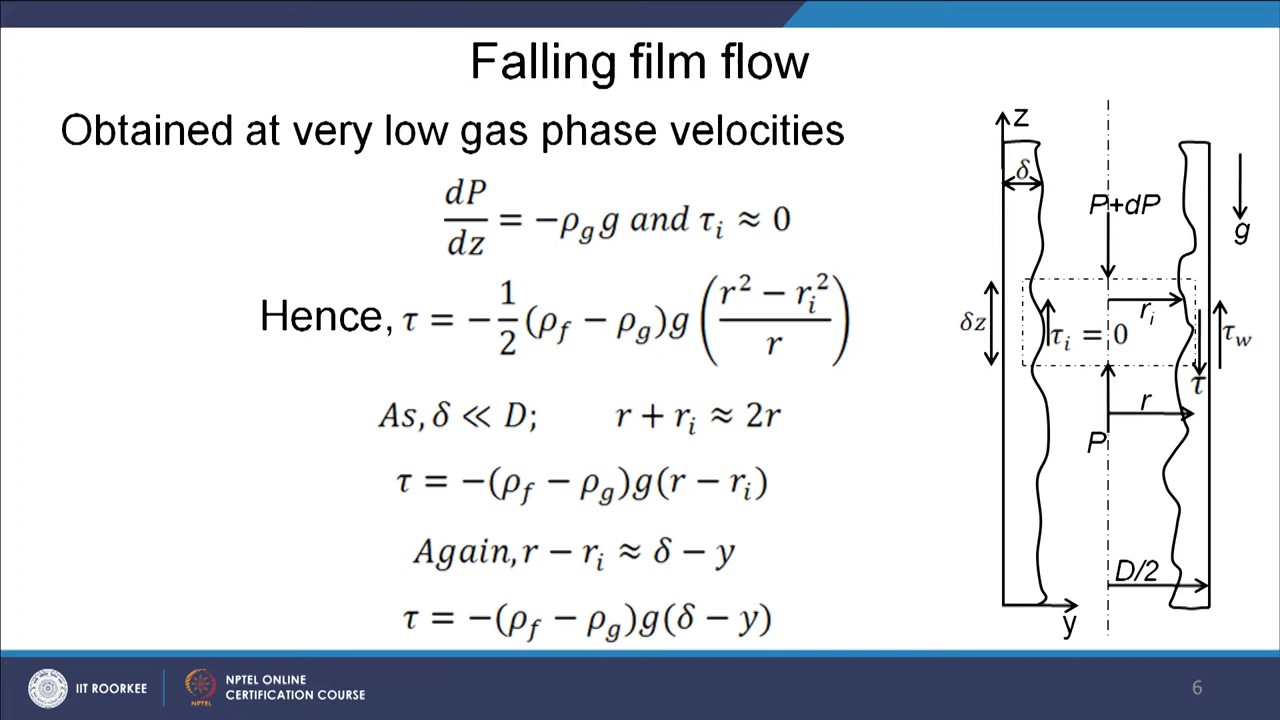 Falling film flow
Obtained at very low gas phase velocities
dP/dz = −ρ_g g and τ_i ≈ 0
Hence, τ = −1/2 (ρ_f − ρ_g)g ((r² − r_i²)/r)
As, δ ≪ D; r + r_i ≈ 2r
τ = −(ρ_f − ρ_g)g(r − r_i)
Again, r − r_i ≈ δ − y
τ = −(ρ_f − ρ_g)g(δ − y)
z
δ
P+dP
g
r_i
δz
τ_i = 0
τ_w
τ
r
P
D/2
y
IIT ROORKEE
NPTEL
NPTEL ONLINE
CERTIFICATION COURSE
6